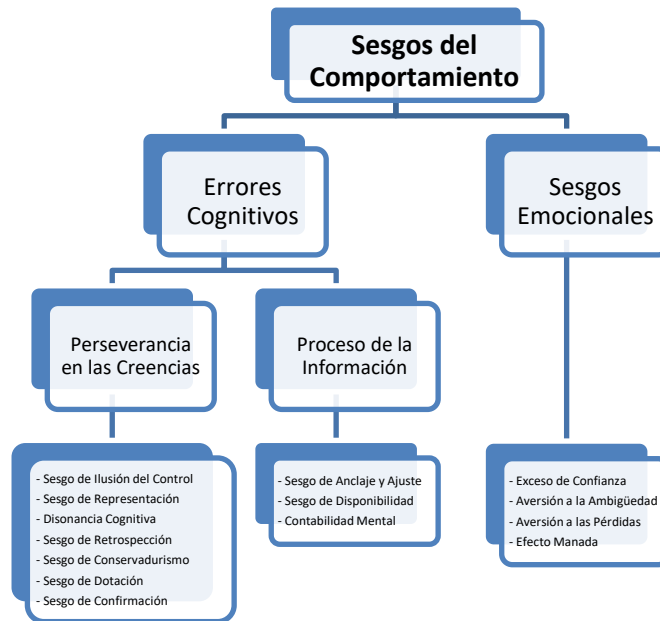 Sesgos del
Comportamiento
Errores
Cognitivos
Sesgos
Emocionales
Perseverancia
en las Creencias
Proceso de la
Información
- Sesgo de Ilusión del Control
- Sesgo de Representación
- Disonancia Cognitiva
- Sesgo de Retrospección
- Sesgo de Conservadurismo
- Sesgo de Dotación
- Sesgo de Confirmación
- Sesgo de Anclaje y Ajuste
- Sesgo de Disponibilidad
- Contabilidad Mental
- Exceso de Confianza
- Aversión a la Ambigüedad
- Aversión a las Pérdidas
- Efecto Manada